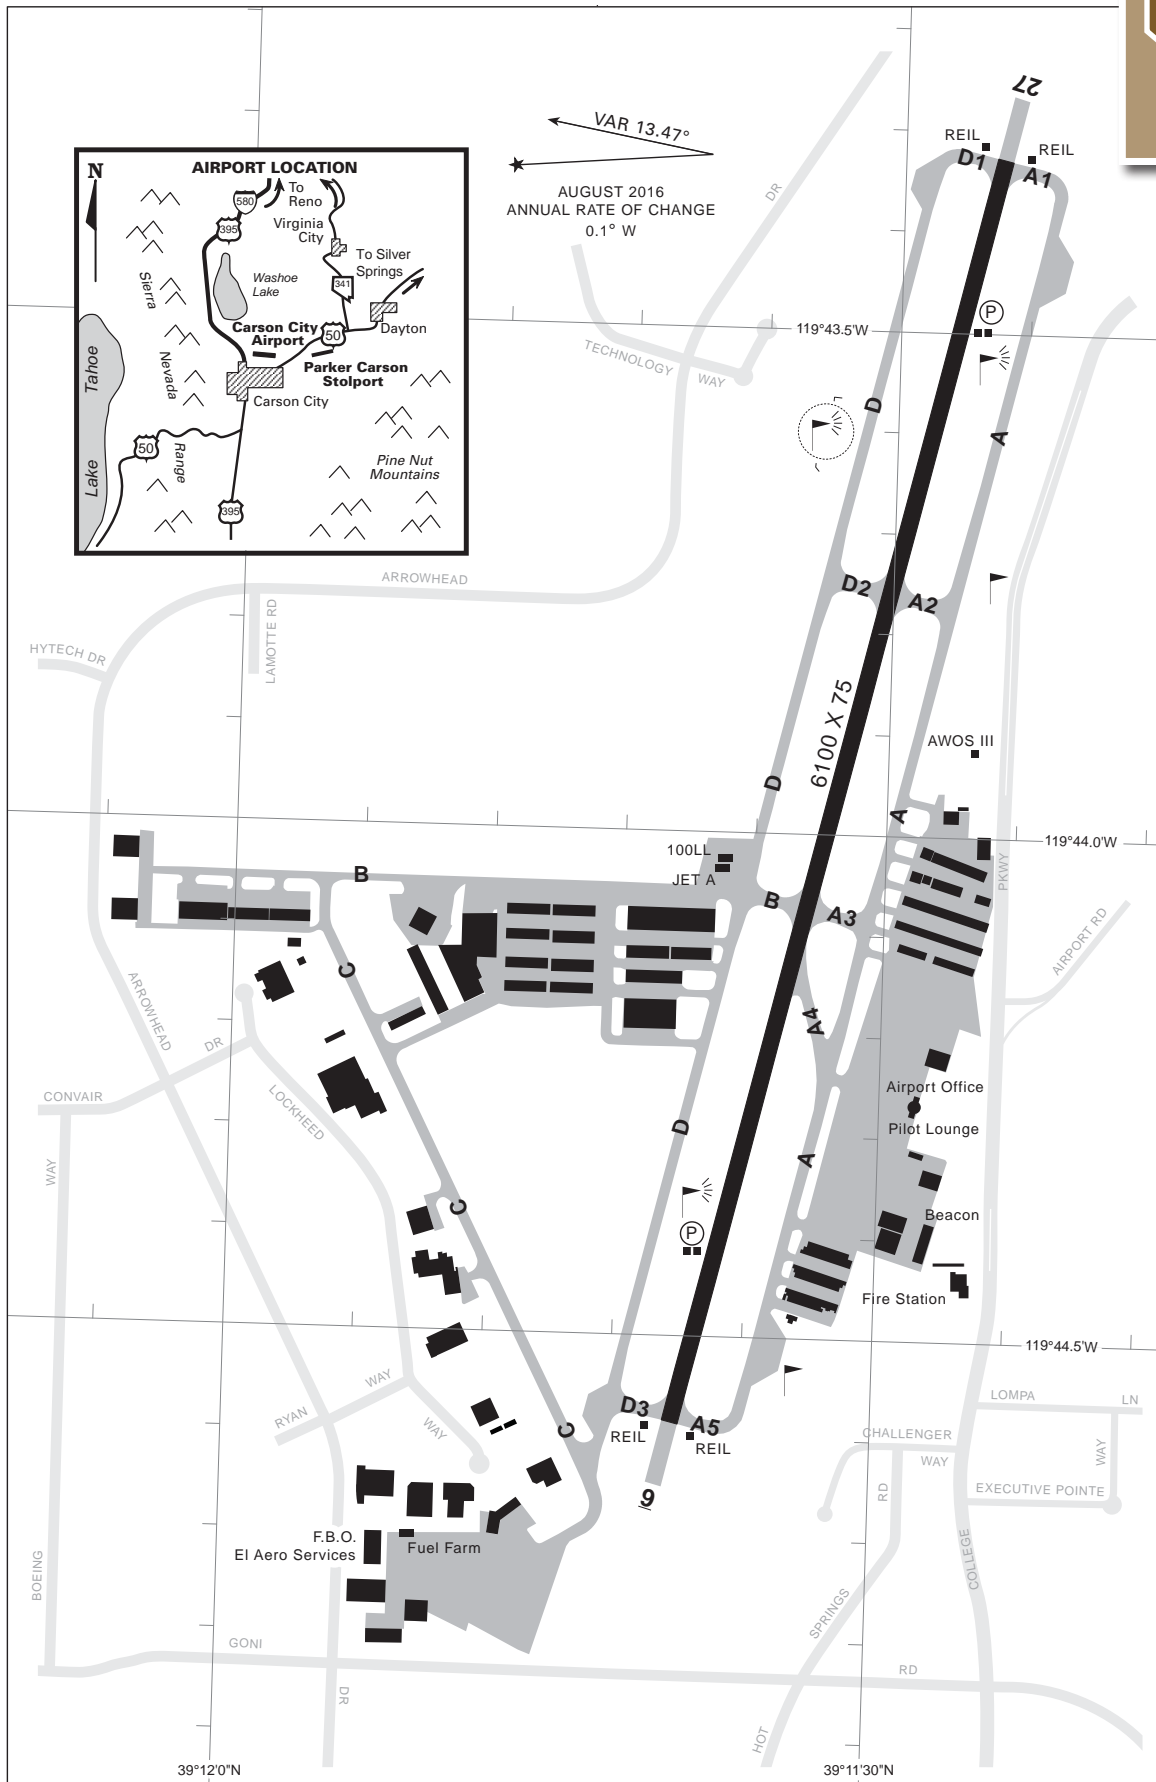 27
REIL
REIL
D1
A1
VAR 13.47°
AUGUST 2016
ANNUAL RATE OF CHANGE
0.1° W
DR
N
AIRPORT LOCATION
To
Reno
580
395
Virginia
City
To Silver
Springs
341
Washoe
Lake
Sierra
Nevada
Range
Carson City
Airport
50
Dayton
Parker Carson
Stolport
Carson City
Lake Tahoe
50
395
Pine Nut
Mountains
P
119°43.5'W
TECHNOLOGY
WAY
D
A
L
ARROWHEAD
LAMOTTE RD
HYTECH DR
D2
A2
6100 X 75
AWOS III
D
A
119°44.0'W
100LL
JET A
B
B
A3
PKWY
AIRPORT RD
C
A4
ARROWHEAD
DR
CONVAIR
LOCKHEED
WAY
Airport Office
Pilot Lounge
D
A
C
P
Beacon
Fire Station
119°44.5'W
RYAN
WAY
WAY
D3
A5
REIL
REIL
C
LOMPA
LN
CHALLENGER
WAY
WAY
RD
EXECUTIVE POINTE
9
F.B.O.
El Aero Services
Fuel Farm
BOEING
COLLEGE
SPRINGS
GONI
RD
DR
HOT
39°12'0"N
39°11'30"N